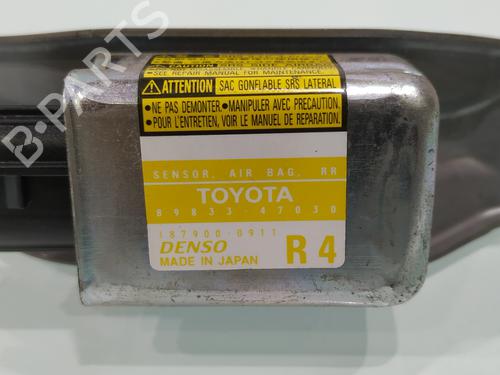 •SEE REPAIR MANUAL FOR MAINTENANCE.
ATTENTION SAC GONFLABLE SRS LATERAL
•NE PAS DEMONTER. •MANIPULER AVEC PRECAUTION.
•POUR L'ENTRETIEN, VOIR LE MANUEL DE REPARATION.
SENSOR, AIR BAG, RR
TOYOTA
89833-47030
187900-0911
DENSO
MADE IN JAPAN
R4
B-PARTS